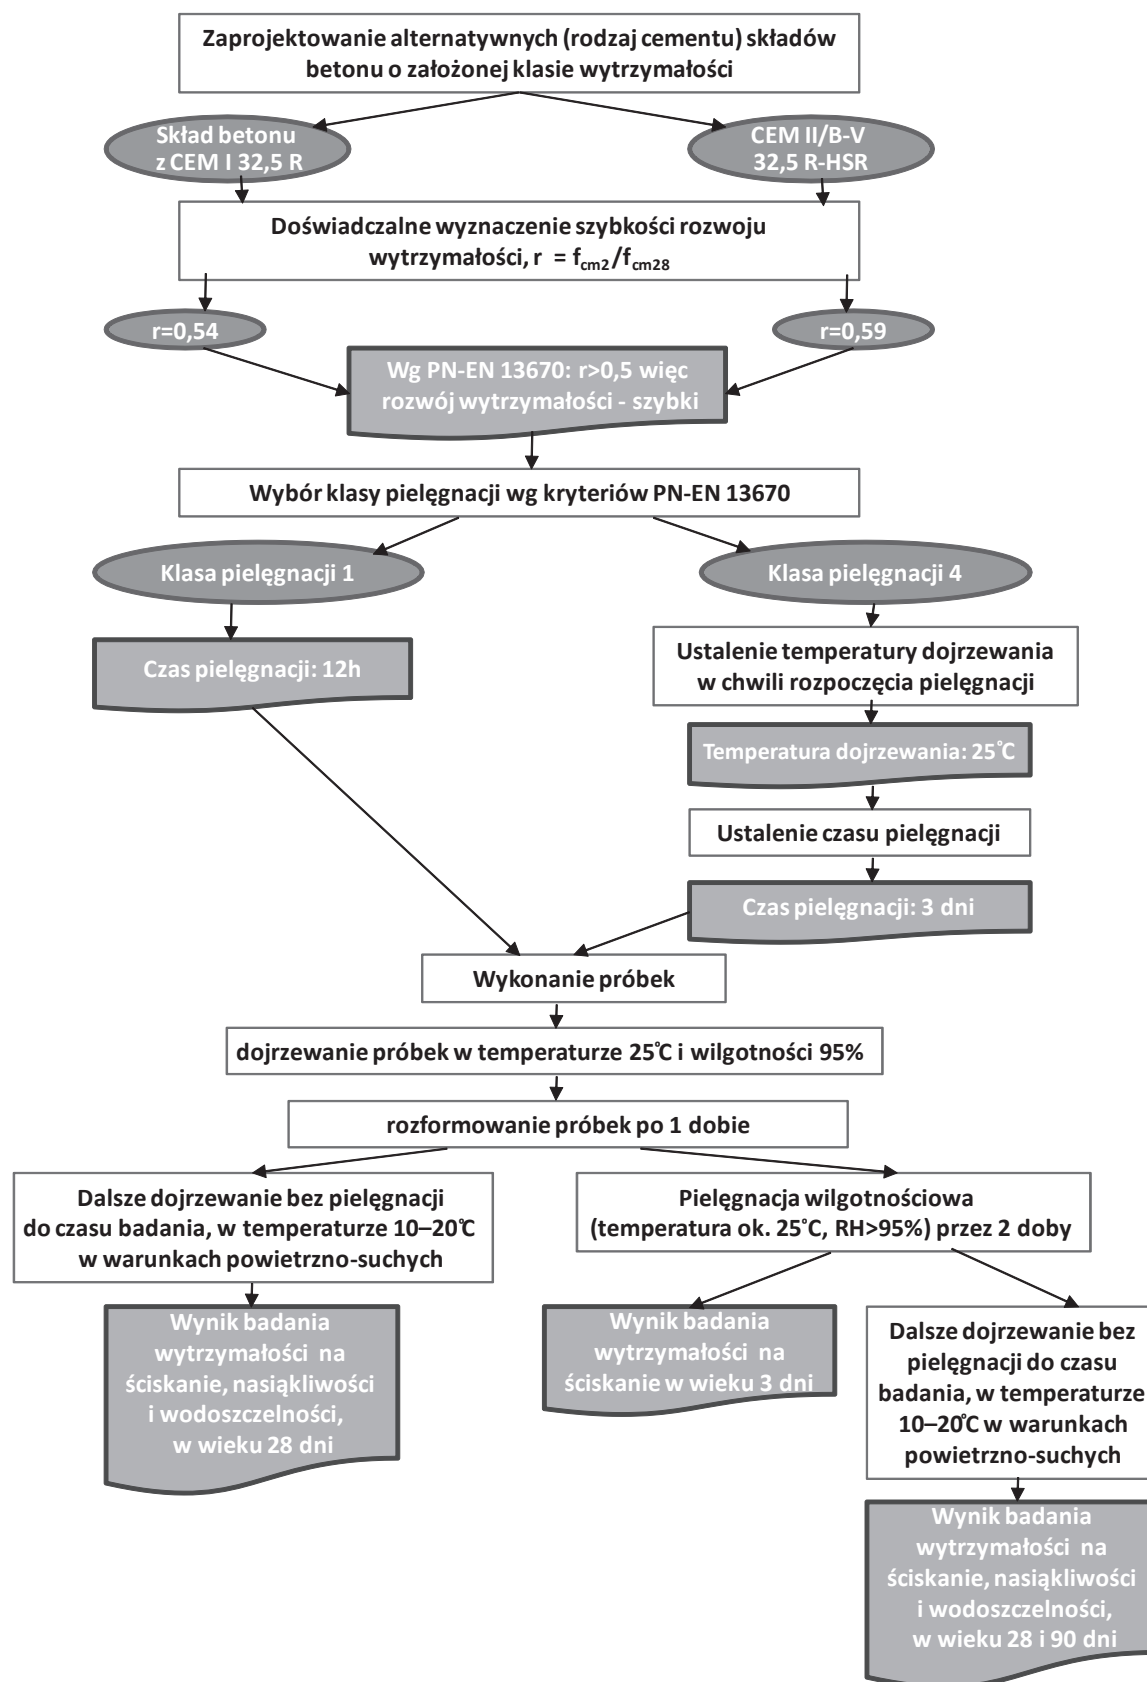 Zaprojektowanie alternatywnych (rodzaj cementu) składów
betonu o założonej klasie wytrzymałości
Skład betonu
z CEM I 32,5 R
CEM II/B-V
32,5 R-HSR
Doświadczalne wyznaczenie szybkości rozwoju
wytrzymałości, r = fcm2/fcm28
r=0,54
r=0,59
Wg PN-EN 13670: r>0,5 więc
rozwój wytrzymałości - szybki
Wybór klasy pielęgnacji wg kryteriów PN-EN 13670
Klasa pielęgnacji 1
Klasa pielęgnacji 4
Czas pielęgnacji: 12h
Ustalenie temperatury dojrzewania
w chwili rozpoczęcia pielęgnacji
Temperatura dojrzewania: 25°C
Ustalenie czasu pielęgnacji
Czas pielęgnacji: 3 dni
Wykonanie próbek
dojrzewanie próbek w temperaturze 25°C i wilgotności 95%
rozformowanie próbek po 1 dobie
Dalsze dojrzewanie bez pielęgnacji
do czasu badania, w temperaturze 10–20°C
w warunkach powietrzno-suchych
Pielęgnacja wilgotnościowa
(temperatura ok. 25°C, RH>95%) przez 2 doby
Wynik badania
wytrzymałości na
ściskanie, nasiąkliwości
i wodoszczelności,
w wieku 28 dni
Wynik badania
wytrzymałości na
ściskanie w wieku 3 dni
Dalsze dojrzewanie bez
pielęgnacji do czasu
badania, w temperaturze
10–20°C w warunkach
powietrzno-suchych
Wynik badania
wytrzymałości na
ściskanie, nasiąkliwości
i wodoszczelności,
w wieku 28 i 90 dni